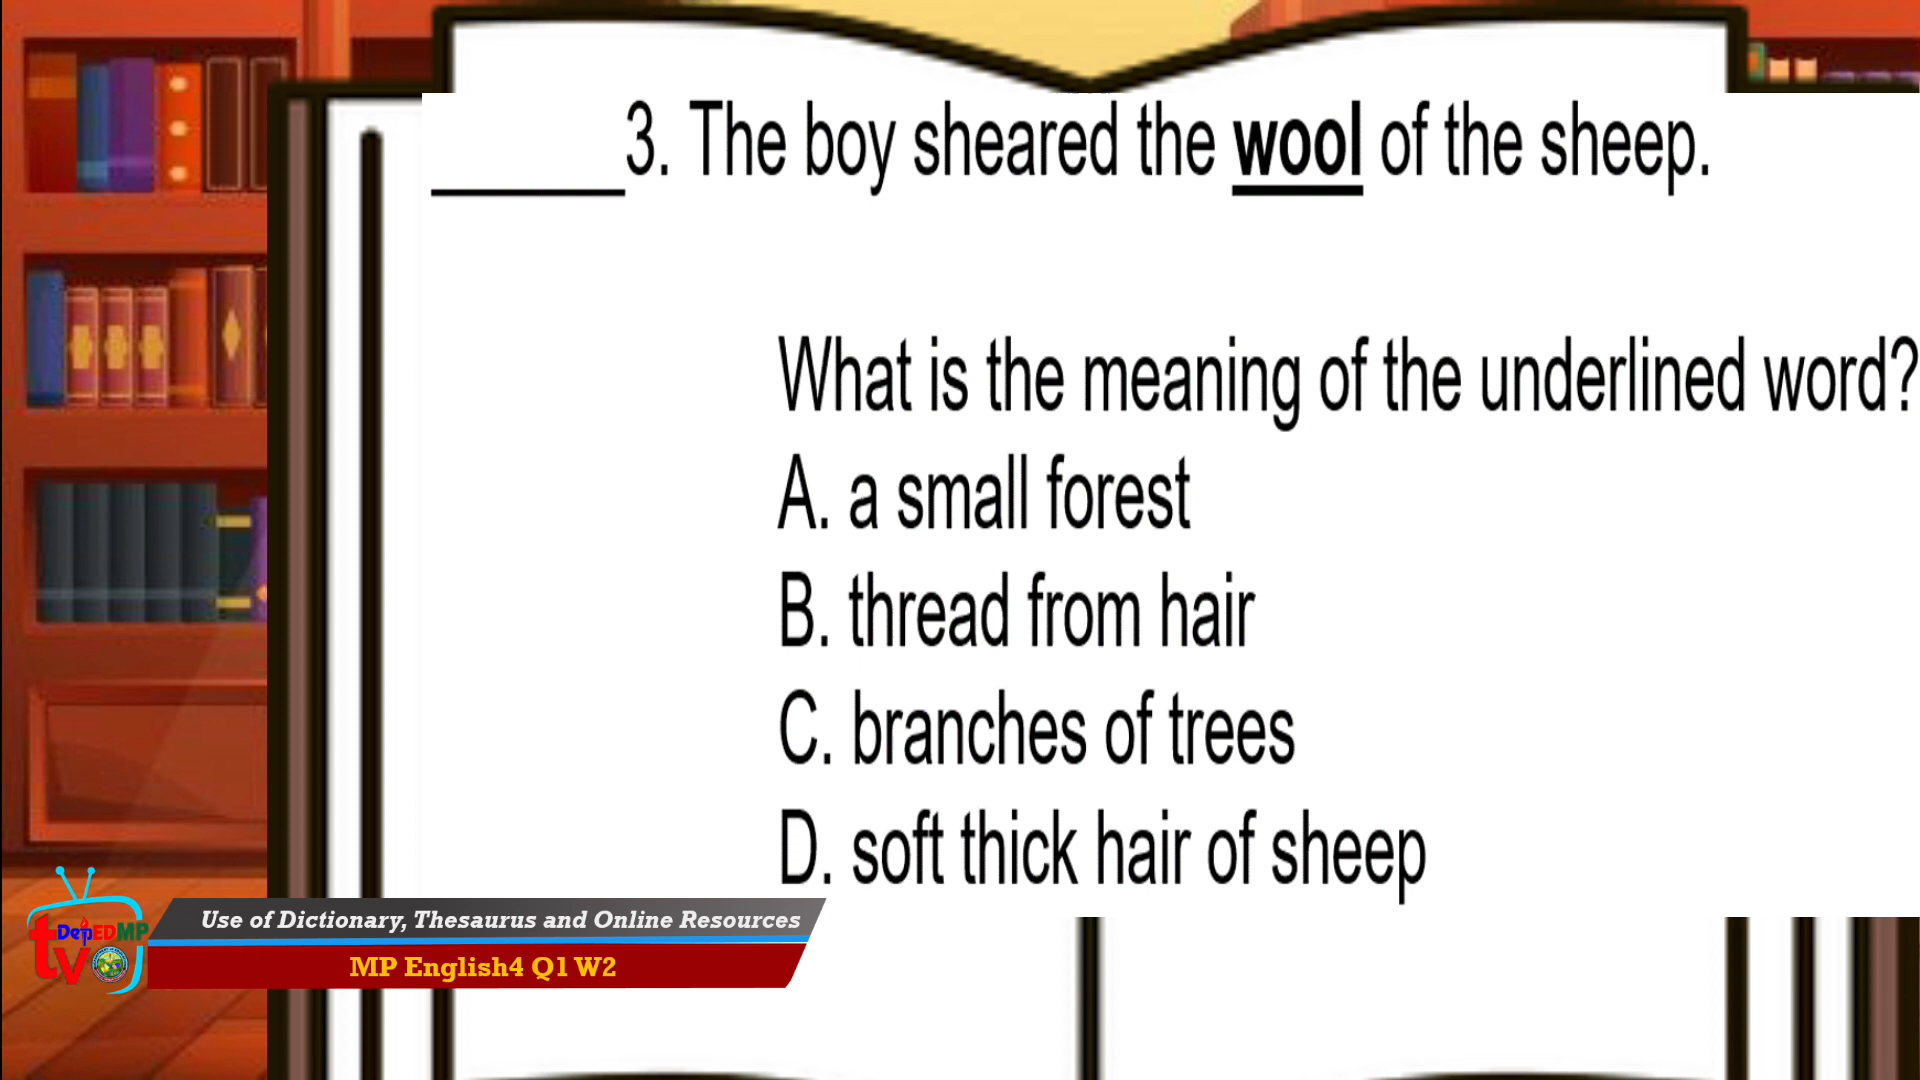 ______3. The boy sheared the wool of the sheep.
What is the meaning of the underlined word?
A. a small forest
B. thread from hair
C. branches of trees
D. soft thick hair of sheep
Use of Dictionary, Thesaurus and Online Resources
DepEDMP
tv
MP English4 Q1 W2